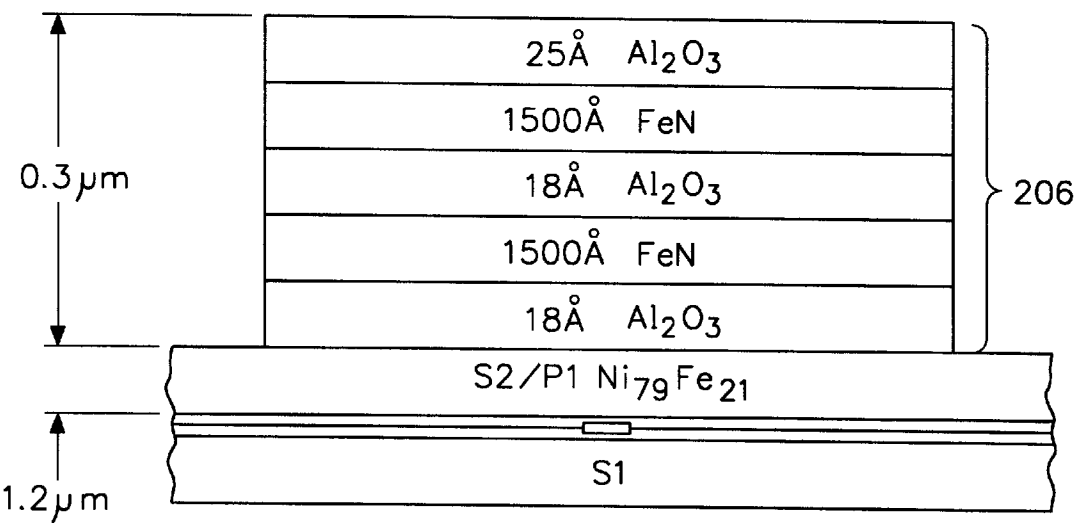 25Å Al₂O₃
1500Å FeN
0.3μm
18Å Al₂O₃
206
1500Å FeN
18Å Al₂O₃
S2/P1 Ni₇₉Fe₂₁
S1
1.2μm